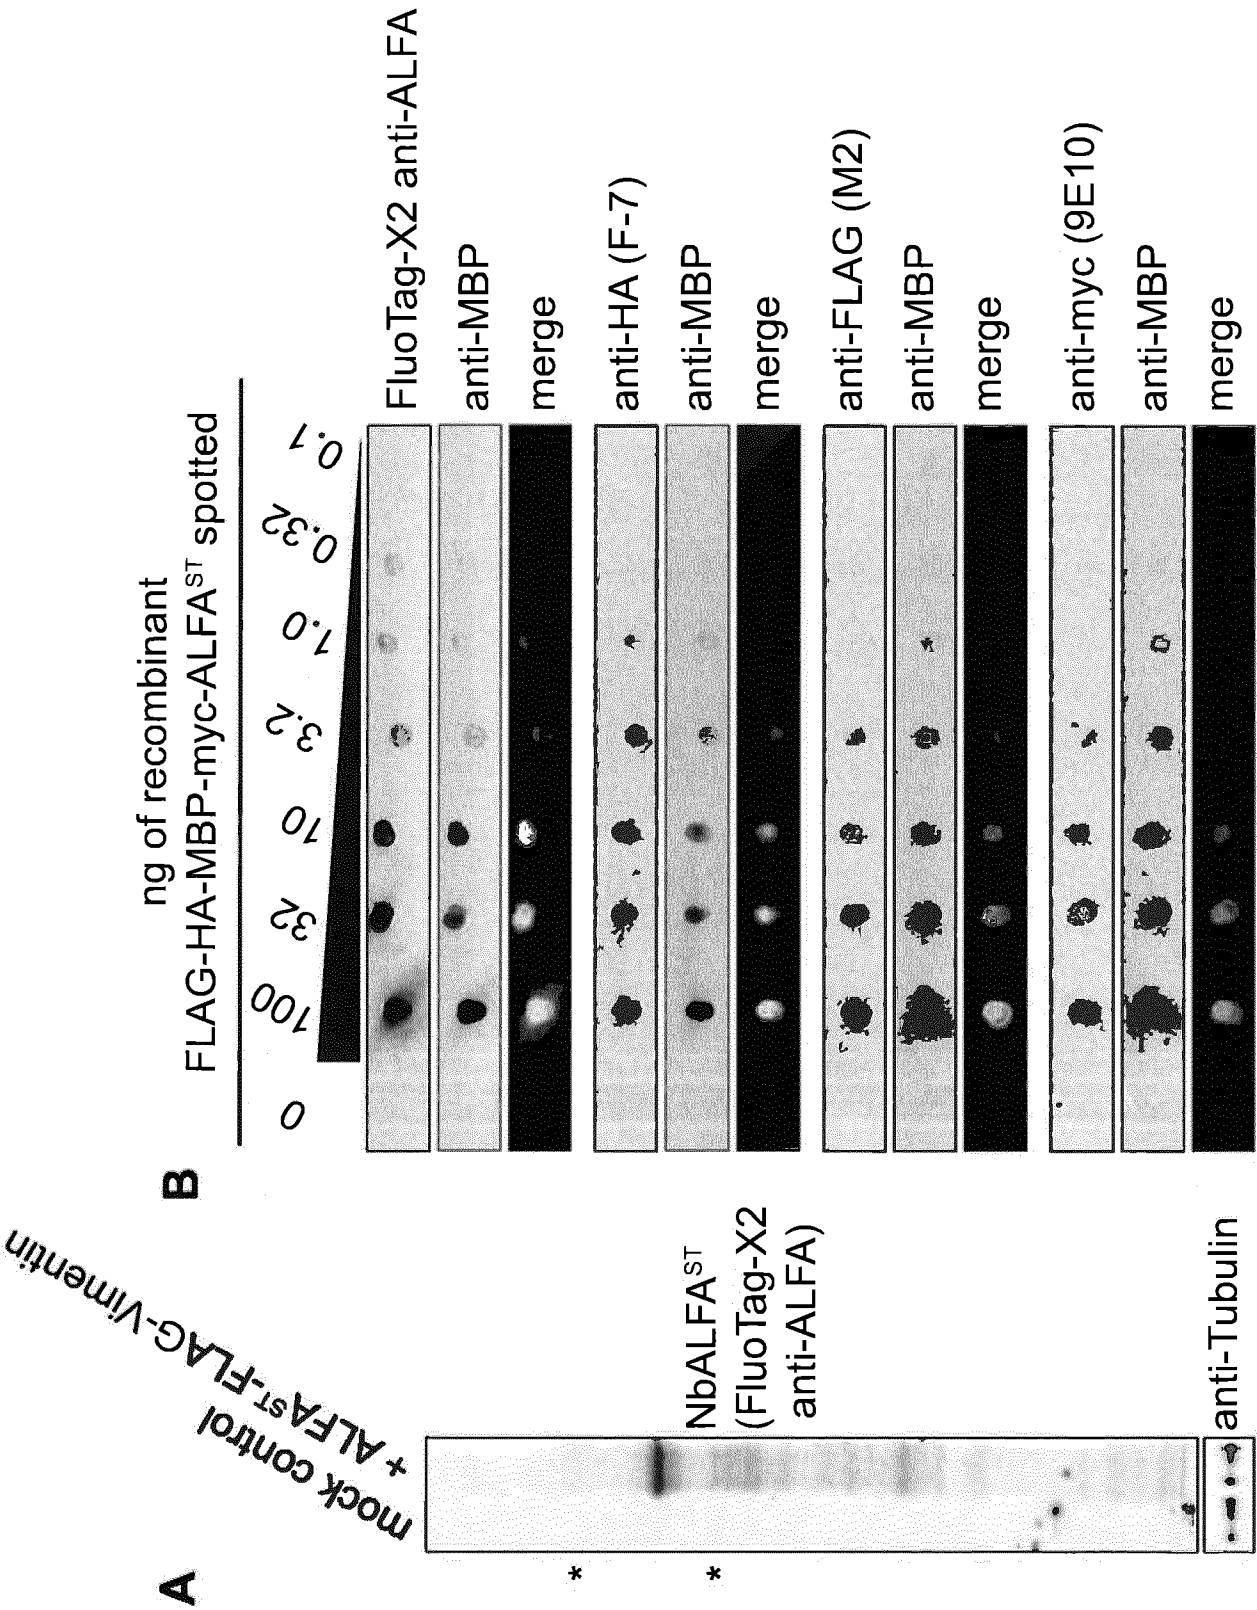 A
mock control
+ ALFAST-FLAG-Vimentin
*
*
NbALFAST
(FluoTag-X2
anti-ALFA)
anti-Tubulin
B
ng of recombinant
FLAG-HA-MBP-myc-ALFAST spotted
0 100 32 10 3.2 1.0 0.32 0.1
FluoTag-X2 anti-ALFA
anti-MBP
merge
anti-HA (F-7)
anti-MBP
merge
anti-FLAG (M2)
anti-MBP
merge
anti-myc (9E10)
anti-MBP
merge